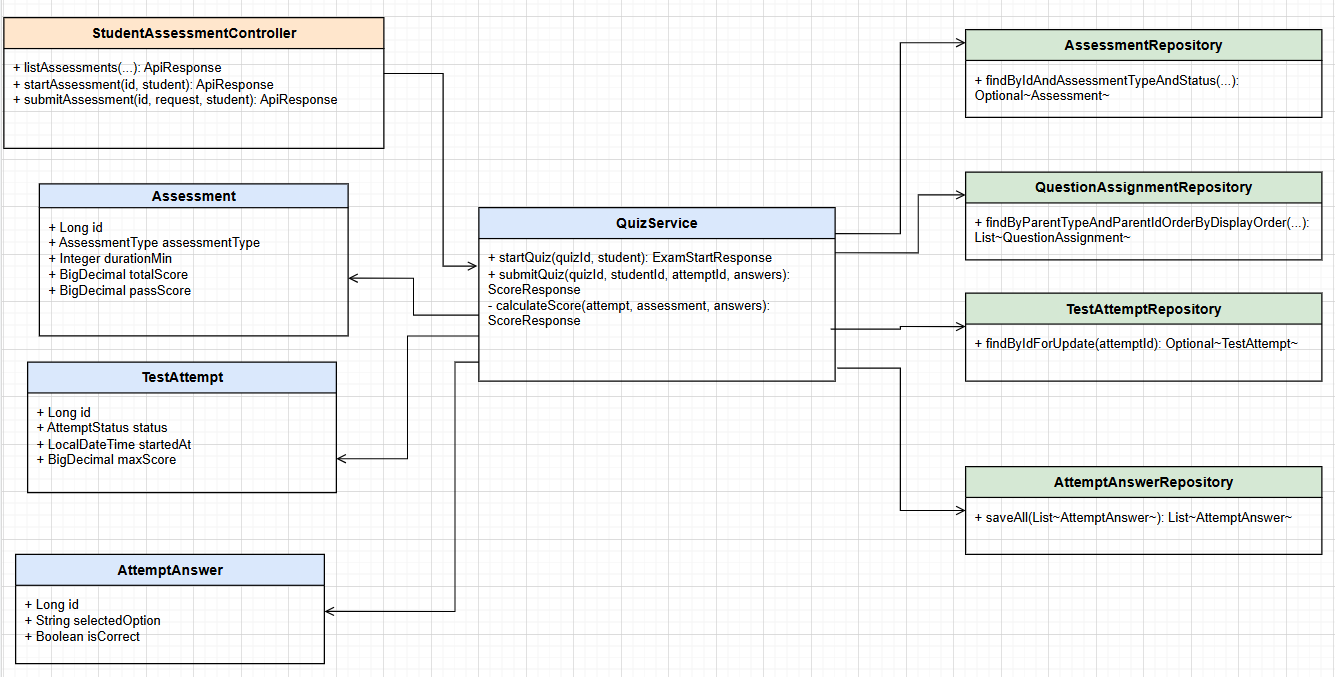 StudentAssessmentController
+ listAssessments(...): ApiResponse
+ startAssessment(id, student): ApiResponse
+ submitAssessment(id, request, student): ApiResponse
Assessment
+ Long id
+ AssessmentType assessmentType
+ Integer durationMin
+ BigDecimal totalScore
+ BigDecimal passScore
TestAttempt
+ Long id
+ AttemptStatus status
+ LocalDateTime startedAt
+ BigDecimal maxScore
AttemptAnswer
+ Long id
+ String selectedOption
+ Boolean isCorrect
QuizService
+ startQuiz(quizId, student): ExamStartResponse
+ submitQuiz(quizId, studentId, attemptId, answers):
ScoreResponse
- calculateScore(attempt, assessment, answers):
ScoreResponse
AssessmentRepository
+ findByIdAndAssessmentTypeAndStatus(...):
Optional~Assessment~
QuestionAssignmentRepository
+ findByParentTypeAndParentIdOrderByDisplayOrder(...):
List~QuestionAssignment~
TestAttemptRepository
+ findByIdForUpdate(attemptId): Optional~TestAttempt~
AttemptAnswerRepository
+ saveAll(List~AttemptAnswer~): List~AttemptAnswer~